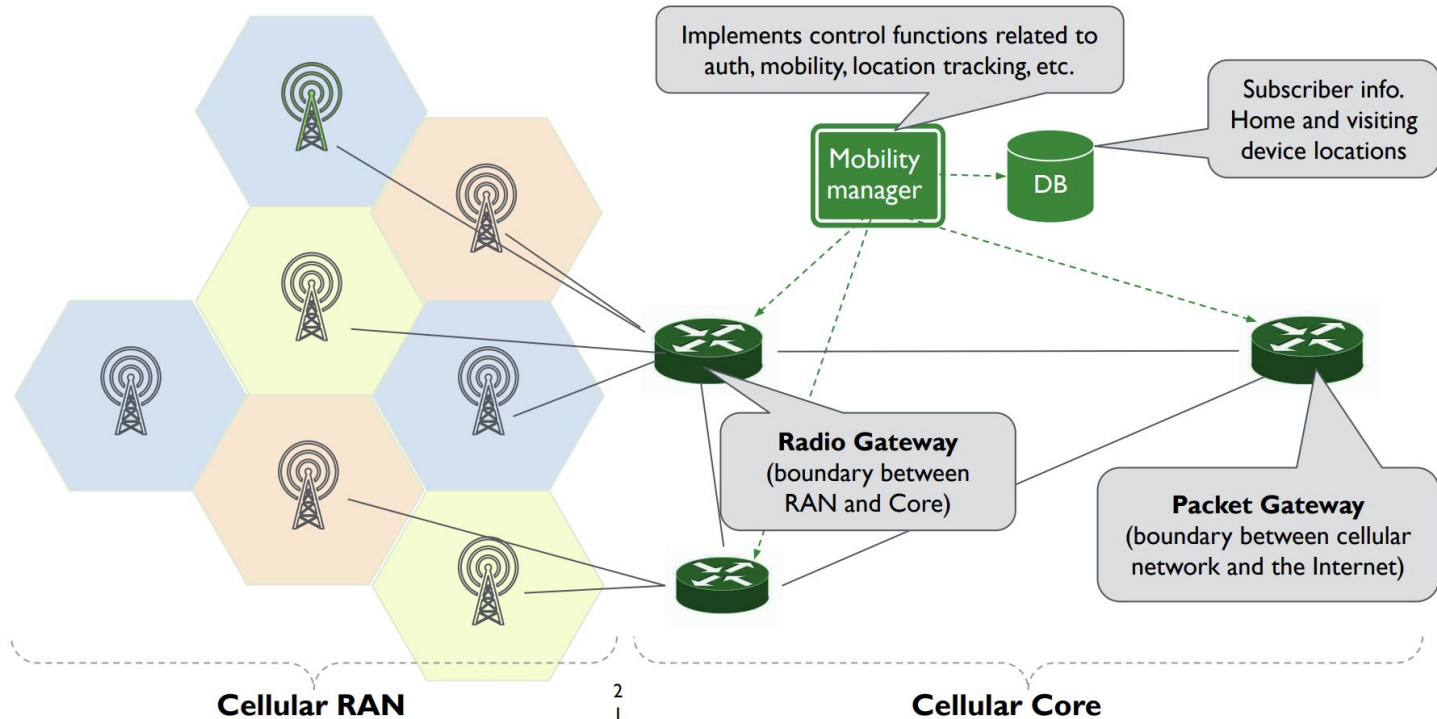 Implements control functions related to
auth, mobility, location tracking, etc.
Subscriber info.
Home and visiting
device locations
Mobility
manager
DB
Radio Gateway
(boundary between
RAN and Core)
Packet Gateway
(boundary between cellular
network and the Internet)
Cellular RAN
2
1
Cellular Core